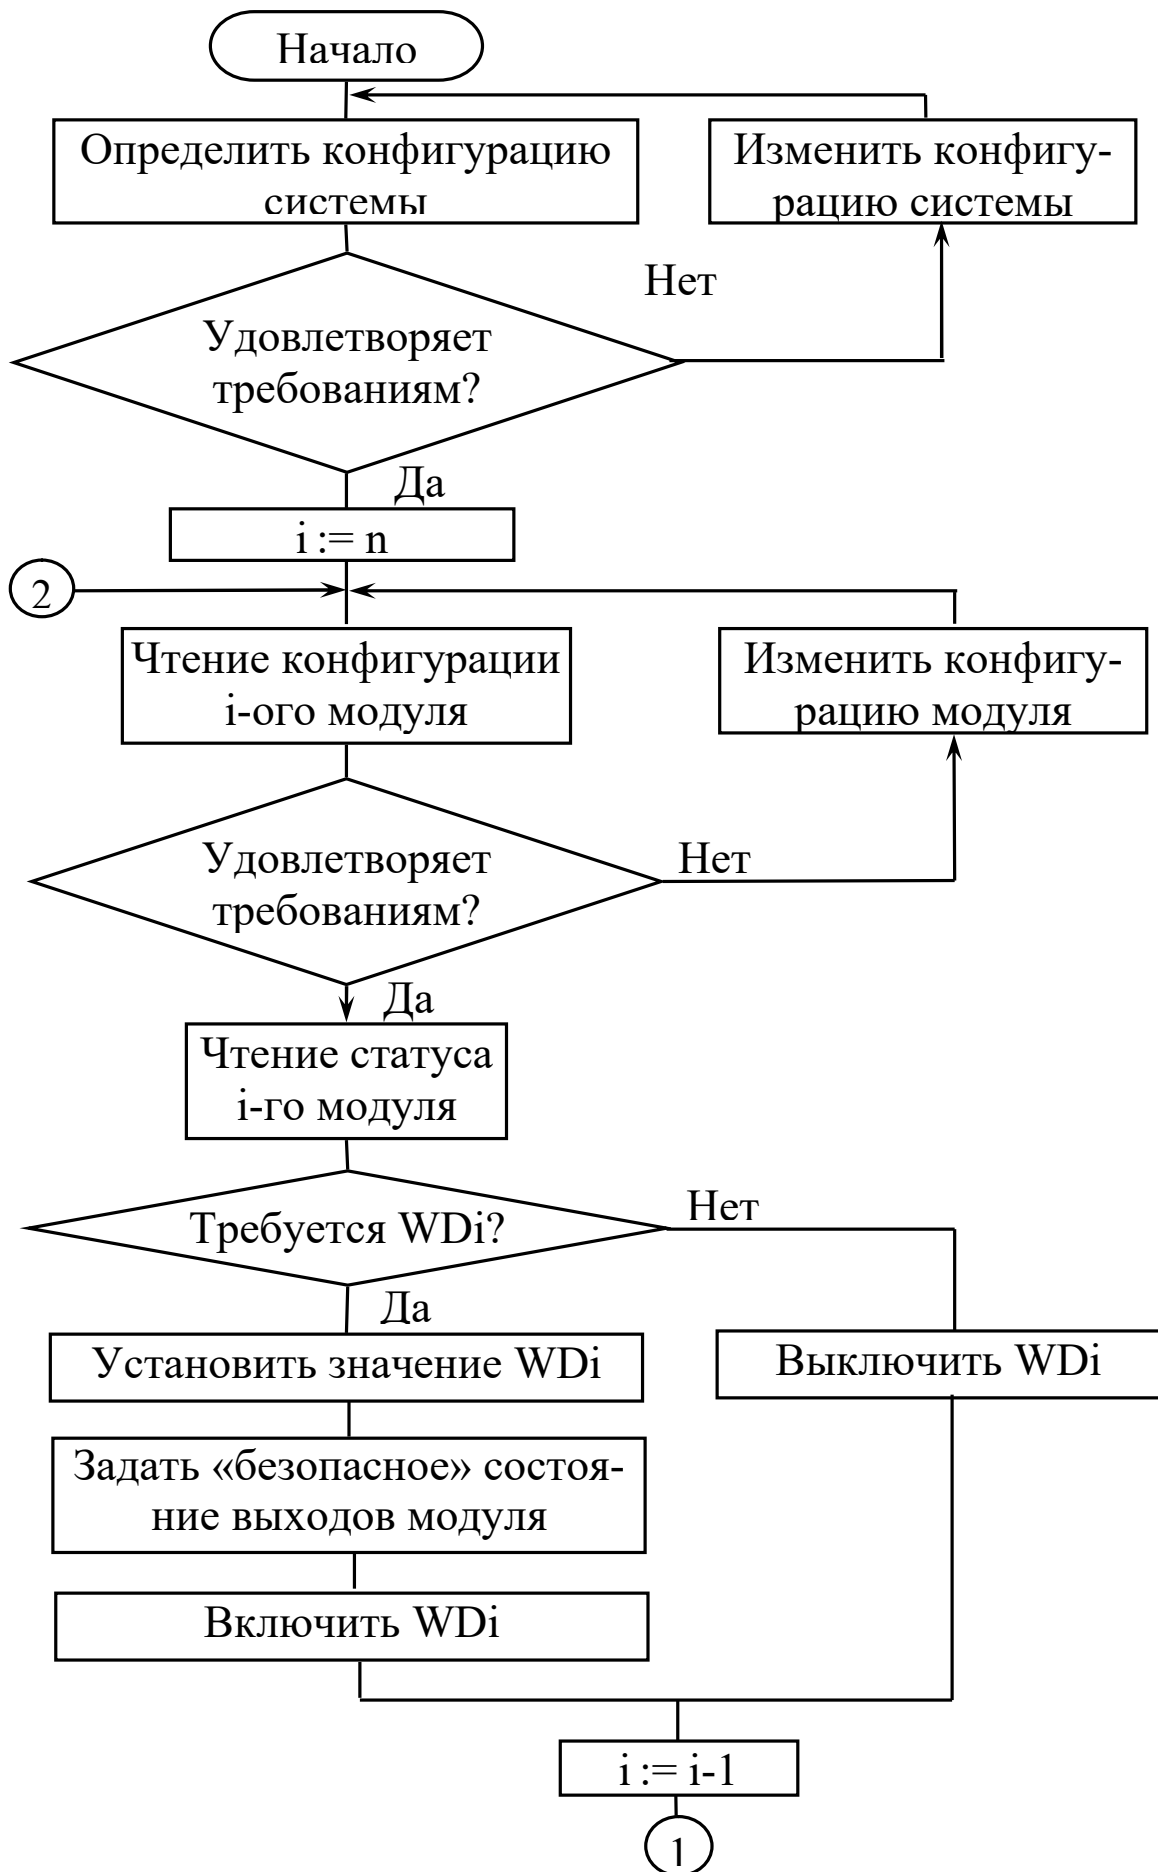 Начало
Определить конфигурацию
системы
Изменить конфигу-
рацию системы
Нет
Удовлетворяет
требованиям?
Да
i := n
2
Чтение конфигурации
i-ого модуля
Изменить конфигу-
рацию модуля
Удовлетворяет
требованиям?
Нет
Да
Чтение статуса
i-го модуля
Требуется WDi?
Нет
Да
Установить значение WDi
Выключить WDi
Задать «безопасное» состоя-
ние выходов модуля
Включить WDi
i := i-1
1